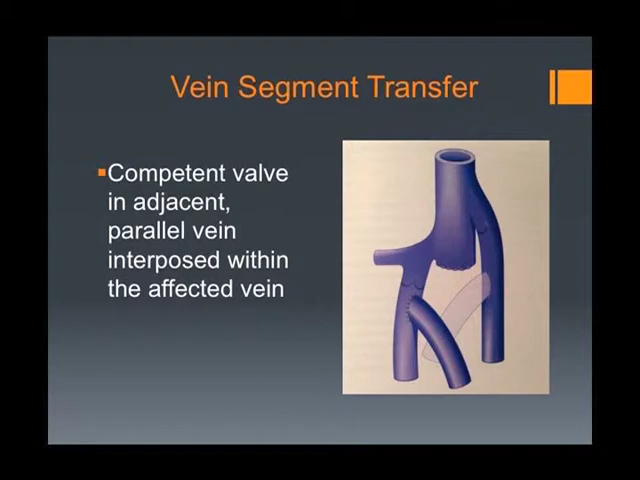 Vein Segment Transfer
▪Competent valve
in adjacent,
parallel vein
interposed within
the affected vein